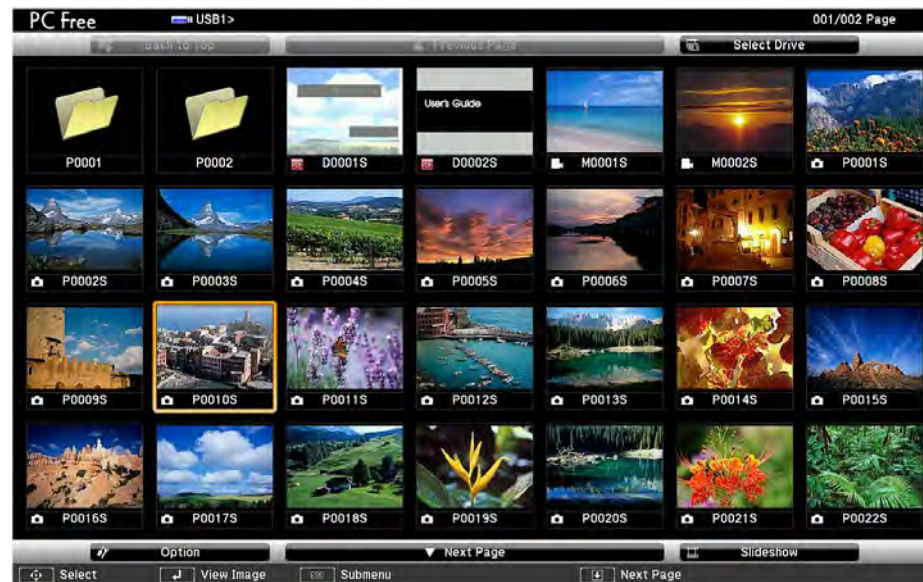 PC Free USB1> 001/002 Page
Back to Top Previous Page Select Drive
User's Guide
P0001 P0002 D0001S D0002S M0001S M0002S P0001S
P0002S P0003S P0004S P0005S P0006S P0007S P0008S
P0009S P0010S P0011S P0012S P0013S P0014S P0015S
P0016S P0017S P0018S P0019S P0020S P0021S P0022S
Option ▼ Next Page Slideshow
Select View Image Submenu Next Page